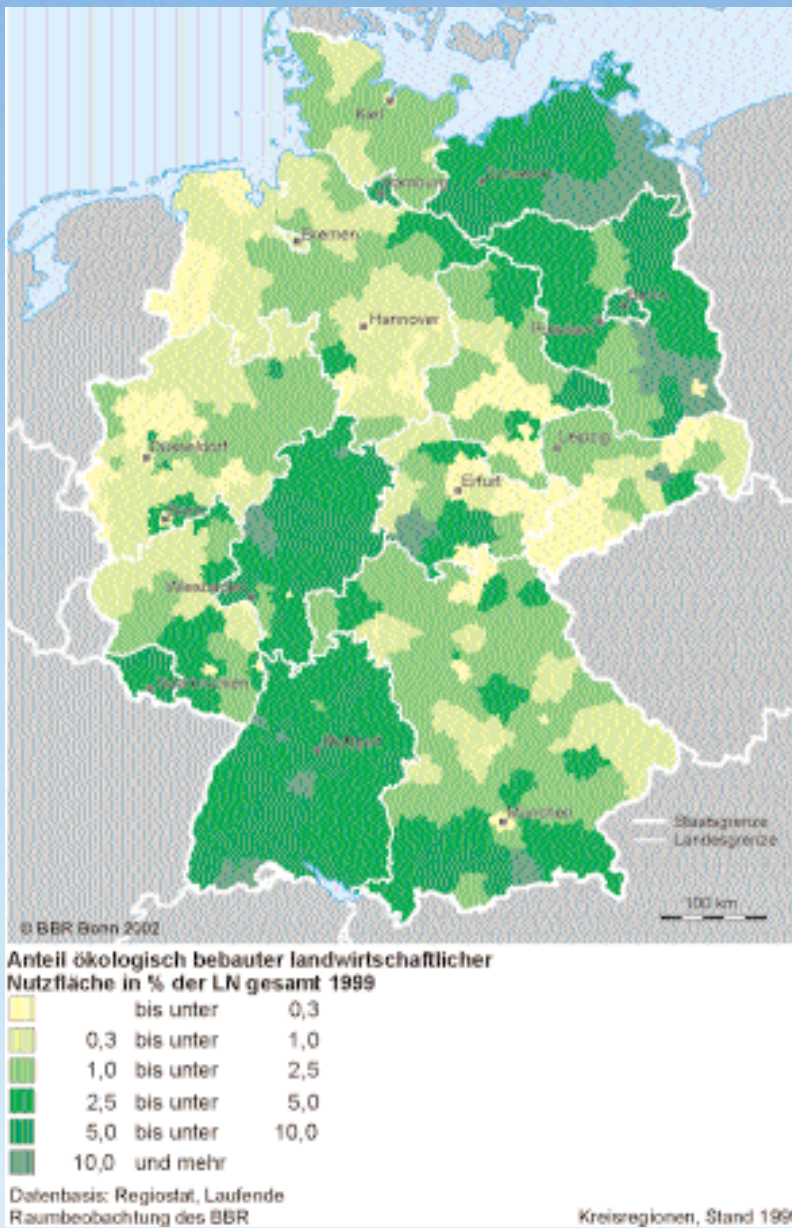 Kiel
Hamburg
Schwerin
Bremen
Berlin
Potsdam
Hannover
Düsseldorf
Leipzig
Erfurt
Bonn
Wiesbaden
Saarbrücken
Stuttgart
München
Staatsgrenze
Landesgrenze
100 km
© BBR Bonn 2002
Anteil ökologisch bebauter landwirtschaftlicher
Nutzfläche in % der LN gesamt 1999
bis unter 0,3
0,3 bis unter 1,0
1,0 bis unter 2,5
2,5 bis unter 5,0
5,0 bis unter 10,0
10,0 und mehr
Datenbasis: Regiostat, Laufende
Raumbeobachtung des BBR
Kreisregionen, Stand 199